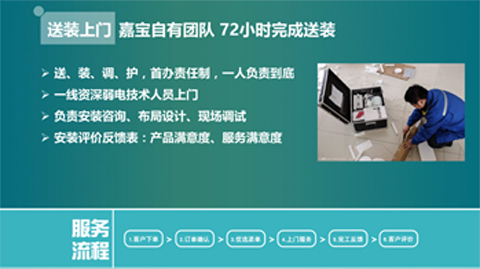 送装上门 嘉宝自有团队 72小时完成送装
送、装、调、护，首办责任制，一人负责到底
一线资深弱电技术人员上门
负责安装咨询、布局设计、现场调试
安装评价反馈表：产品满意度、服务满意度
服务
流程
1.客户下单 > 2.订单确认 > 3.优选派单 > 4.上门服务 > 5.竣工反馈 > 6.客户评价